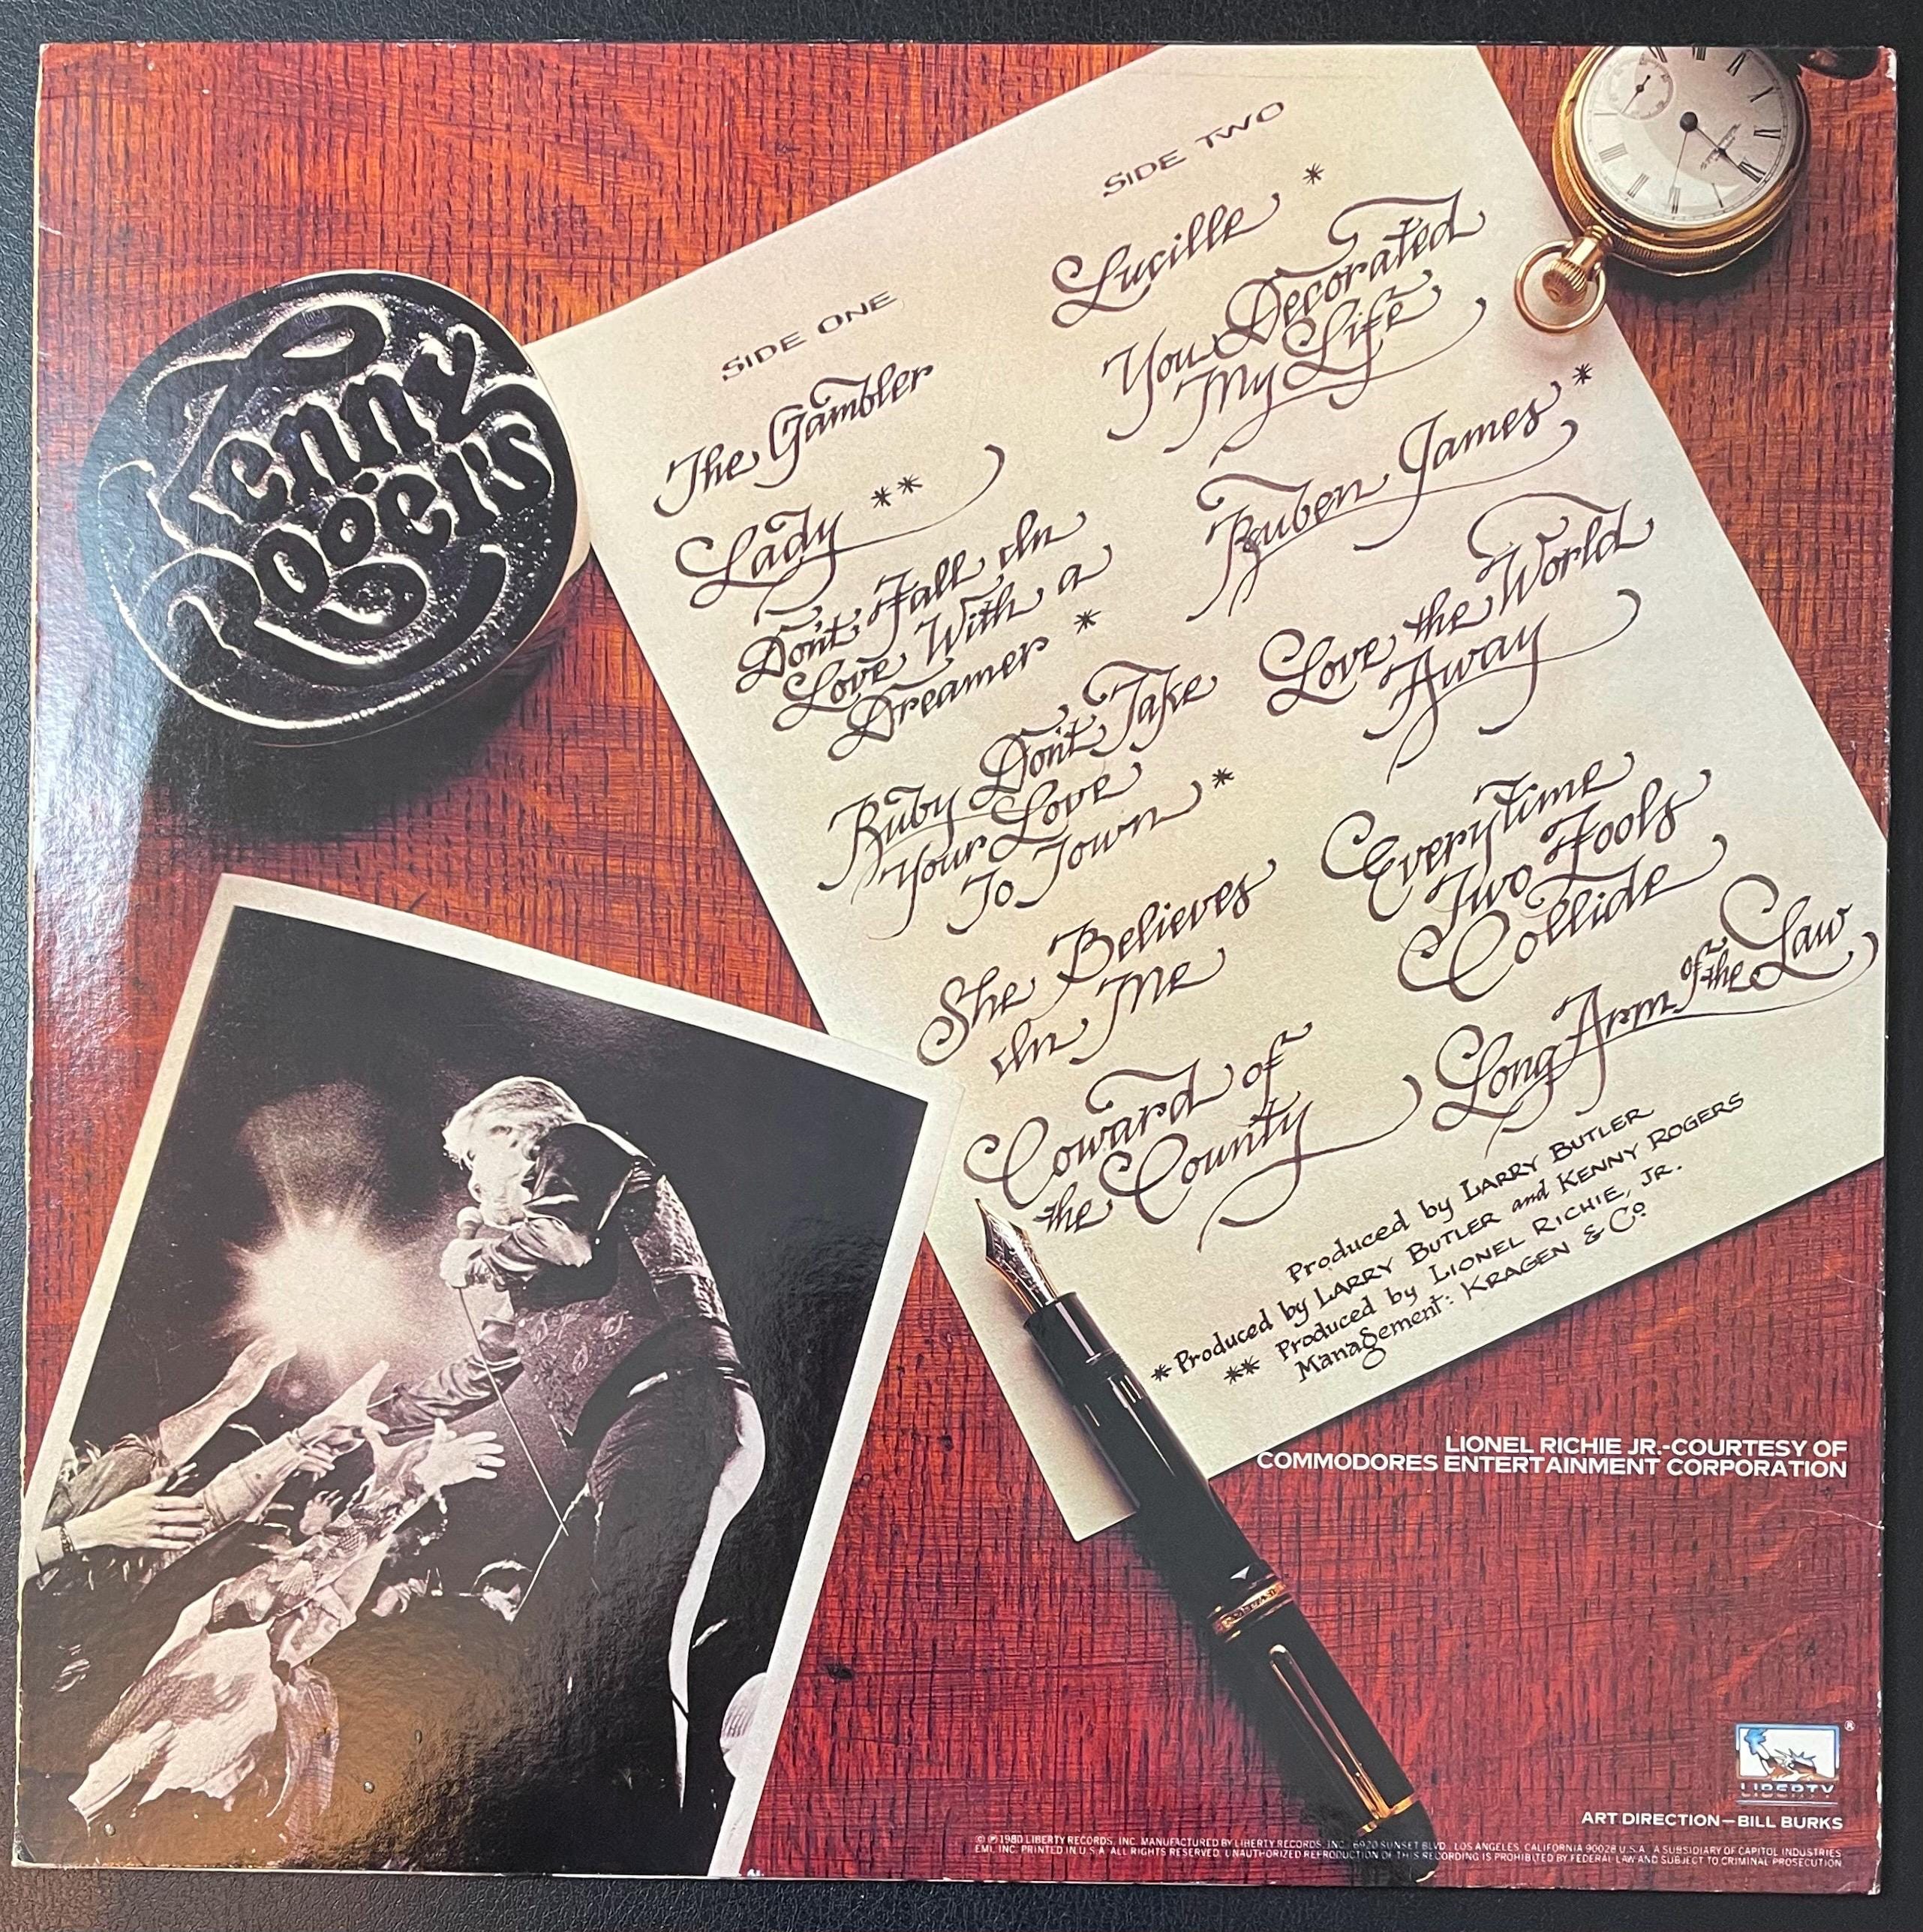 Kenny
Rogers
SIDE ONE
The Gambler
Lady **
Don't Fall In
Love With a
Dreamer *
Ruby Don't Take
Your Love
To Town *
She Believes
In Me
Coward of
the County
SIDE TWO
Lucille *
You Decorated
My Life
Ruben James *
Love the World
Away
Everytime
Two Fools
Collide
Long Arm of the Law
Produced by LARRY BUTLER
* Produced by LARRY BUTLER and KENNY ROGERS
** Produced by LIONEL RICHIE, JR.
Management: KRAGEN & Co
LIONEL RICHIE JR.-COURTESY OF
COMMODORES ENTERTAINMENT CORPORATION
LIBERTY
®
ART DIRECTION—BILL BURKS
© ℗ 1980 LIBERTY RECORDS, INC. MANUFACTURED BY LIBERTY RECORDS, INC., 6920 SUNSET BLVD., LOS ANGELES, CALIFORNIA 90028 U.S.A. A SUBSIDIARY OF CAPITOL INDUSTRIES
EMI, INC. PRINTED IN U.S.A. ALL RIGHTS RESERVED. UNAUTHORIZED REPRODUCTION OF THIS RECORDING IS PROHIBITED BY FEDERAL LAW AND SUBJECT TO CRIMINAL PROSECUTION